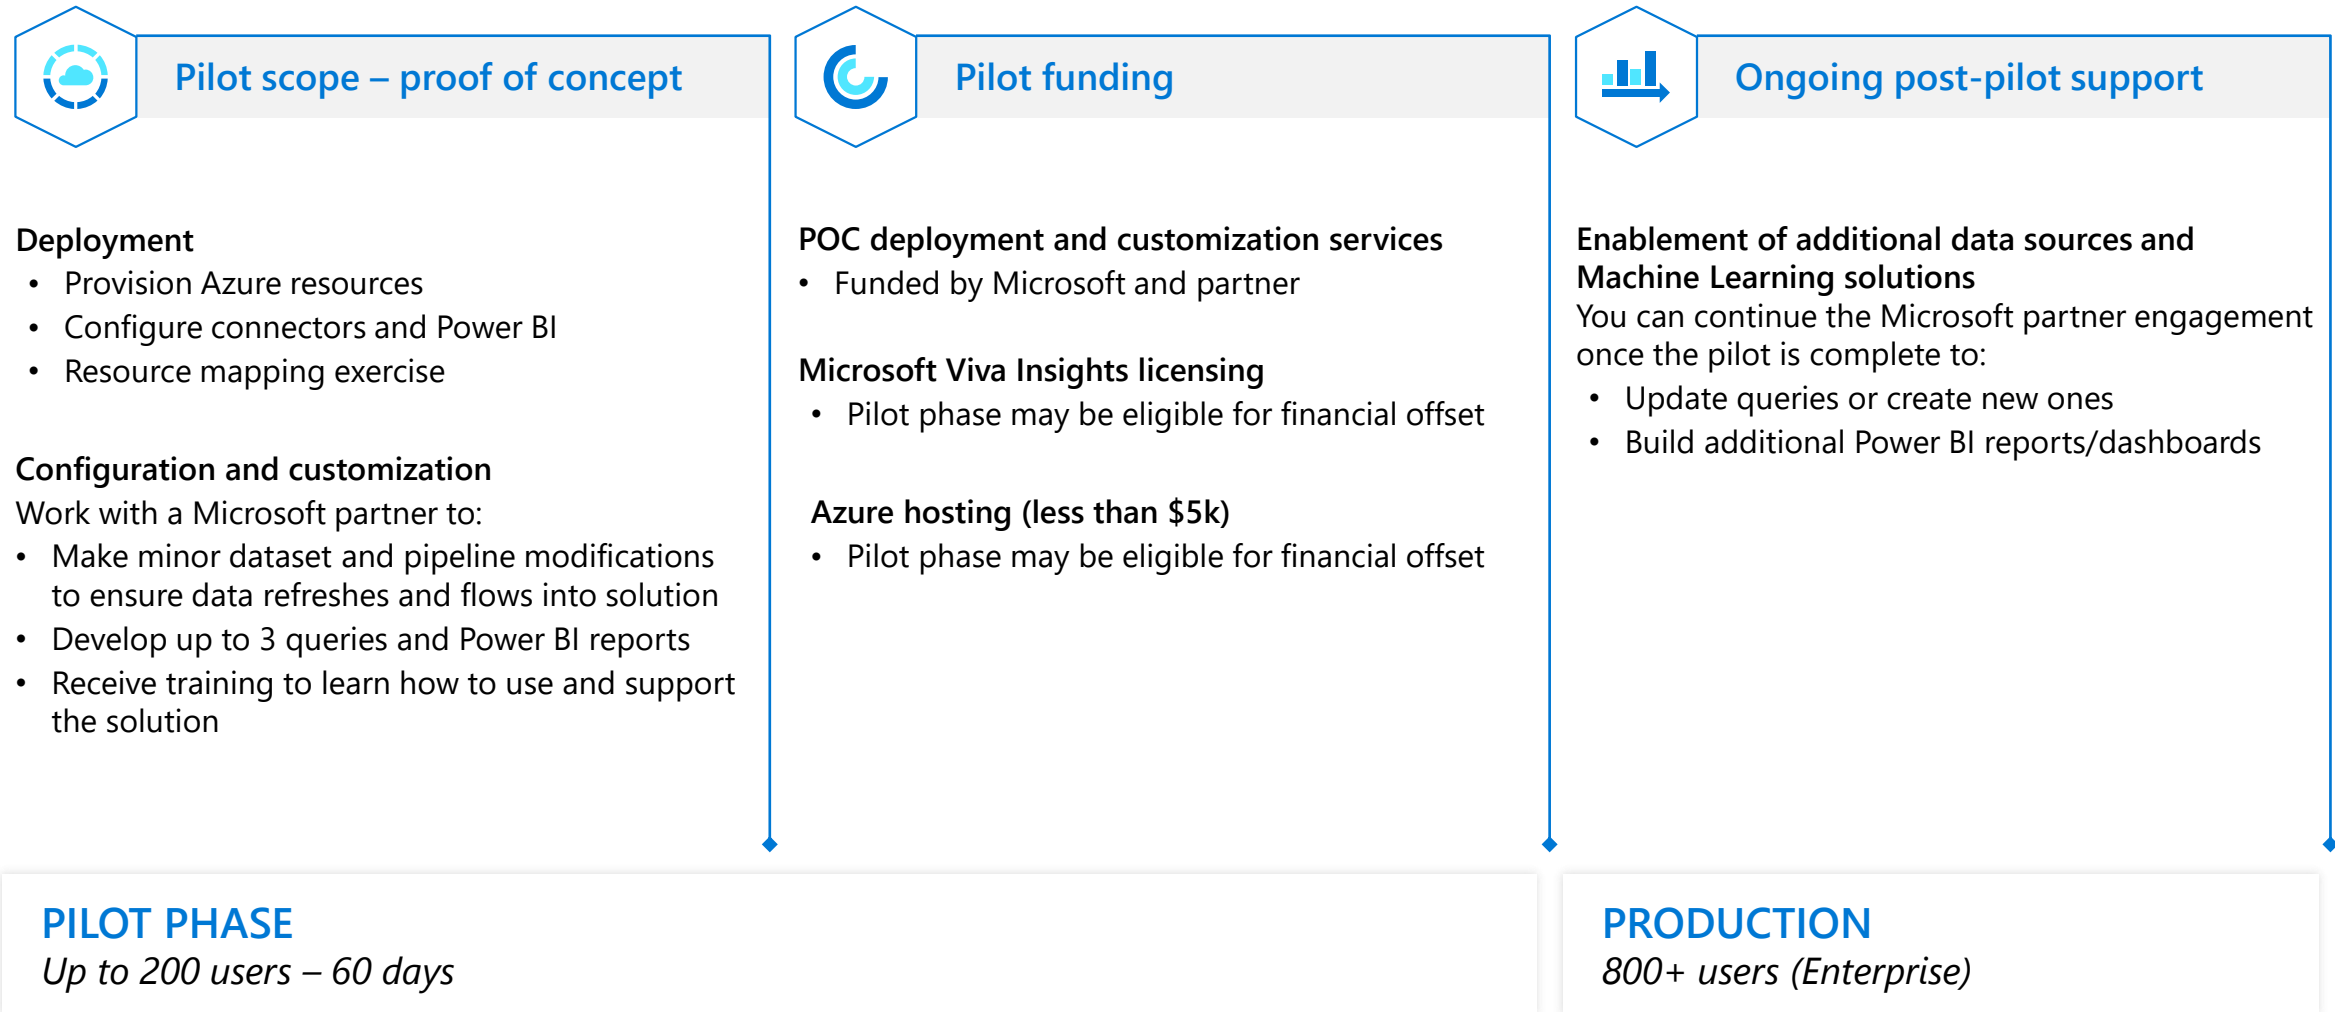 Pilot scope – proof of concept
Deployment
• Provision Azure resources
• Configure connectors and Power BI
• Resource mapping exercise
Configuration and customization
Work with a Microsoft partner to:
• Make minor dataset and pipeline modifications
to ensure data refreshes and flows into solution
• Develop up to 3 queries and Power BI reports
• Receive training to learn how to use and support
the solution
Pilot funding
POC deployment and customization services
• Funded by Microsoft and partner
Microsoft Viva Insights licensing
• Pilot phase may be eligible for financial offset
Azure hosting (less than $5k)
• Pilot phase may be eligible for financial offset
Ongoing post-pilot support
Enablement of additional data sources and
Machine Learning solutions
You can continue the Microsoft partner engagement
once the pilot is complete to:
• Update queries or create new ones
• Build additional Power BI reports/dashboards
PILOT PHASE
Up to 200 users – 60 days
PRODUCTION
800+ users (Enterprise)